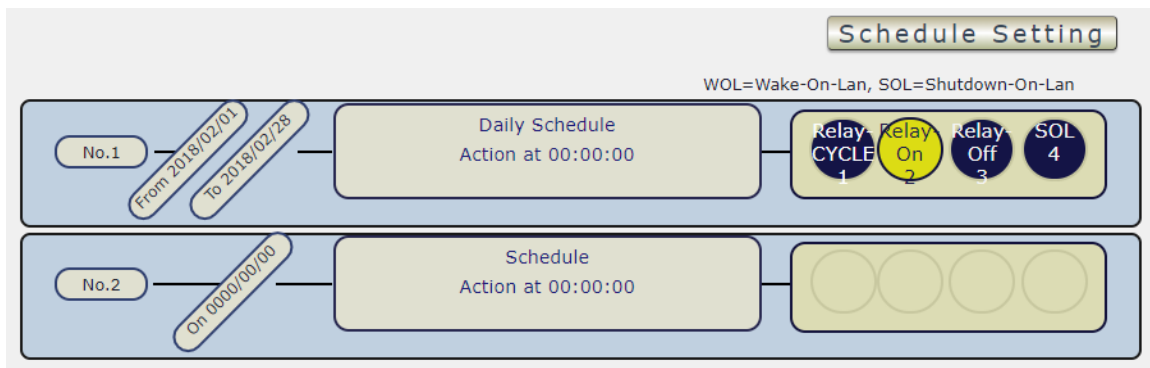 Schedule Setting
WOL=Wake-On-Lan, SOL=Shutdown-On-Lan
No.1
From 2018/02/01
To 2018/02/28
Daily Schedule
Action at 00:00:00
Relay-
CYCLE
1
Relay-
On
2
Relay-
Off
3
SOL
4
No.2
On 0000/00/00
Schedule
Action at 00:00:00